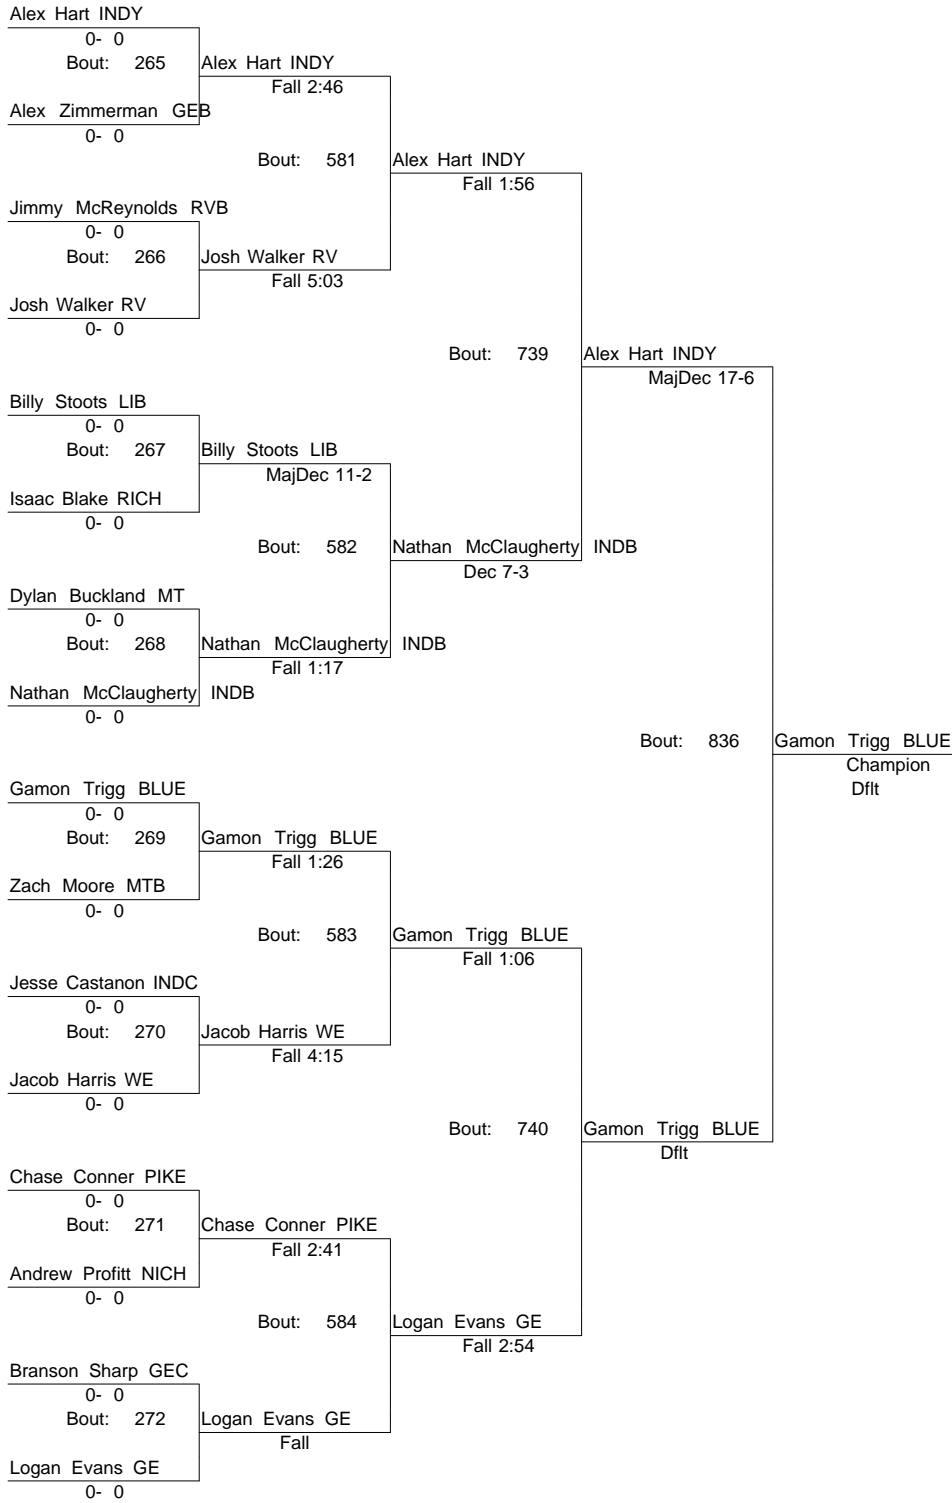 Alex Hart INDY
0- 0
Bout: 265 Alex Hart INDY
Fall 2:46
Alex Zimmerman GEB
0- 0
Bout: 581 Alex Hart INDY
Fall 1:56
Jimmy McReynolds RVB
0- 0
Bout: 266 Josh Walker RV
Fall 5:03
Josh Walker RV
0- 0
Bout: 739 Alex Hart INDY
MajDec 17-6
Billy Stoots LIB
0- 0
Bout: 267 Billy Stoots LIB
MajDec 11-2
Isaac Blake RICH
0- 0
Bout: 582 Nathan McClaugherty INDB
Dec 7-3
Dylan Buckland MT
0- 0
Bout: 268 Nathan McClaugherty INDB
Fall 1:17
Nathan McClaugherty INDB
0- 0
Bout: 836 Gamon Trigg BLUE
Champion
Dflt
Gamon Trigg BLUE
0- 0
Bout: 269 Gamon Trigg BLUE
Fall 1:26
Zach Moore MTB
0- 0
Bout: 583 Gamon Trigg BLUE
Fall 1:06
Jesse Castanon INDC
0- 0
Bout: 270 Jacob Harris WE
Fall 4:15
Jacob Harris WE
0- 0
Bout: 740 Gamon Trigg BLUE
Dflt
Chase Conner PIKE
0- 0
Bout: 271 Chase Conner PIKE
Fall 2:41
Andrew Profitt NICH
0- 0
Bout: 584 Logan Evans GE
Fall 2:54
Branson Sharp GEC
0- 0
Bout: 272 Logan Evans GE
Fall
Logan Evans GE
0- 0